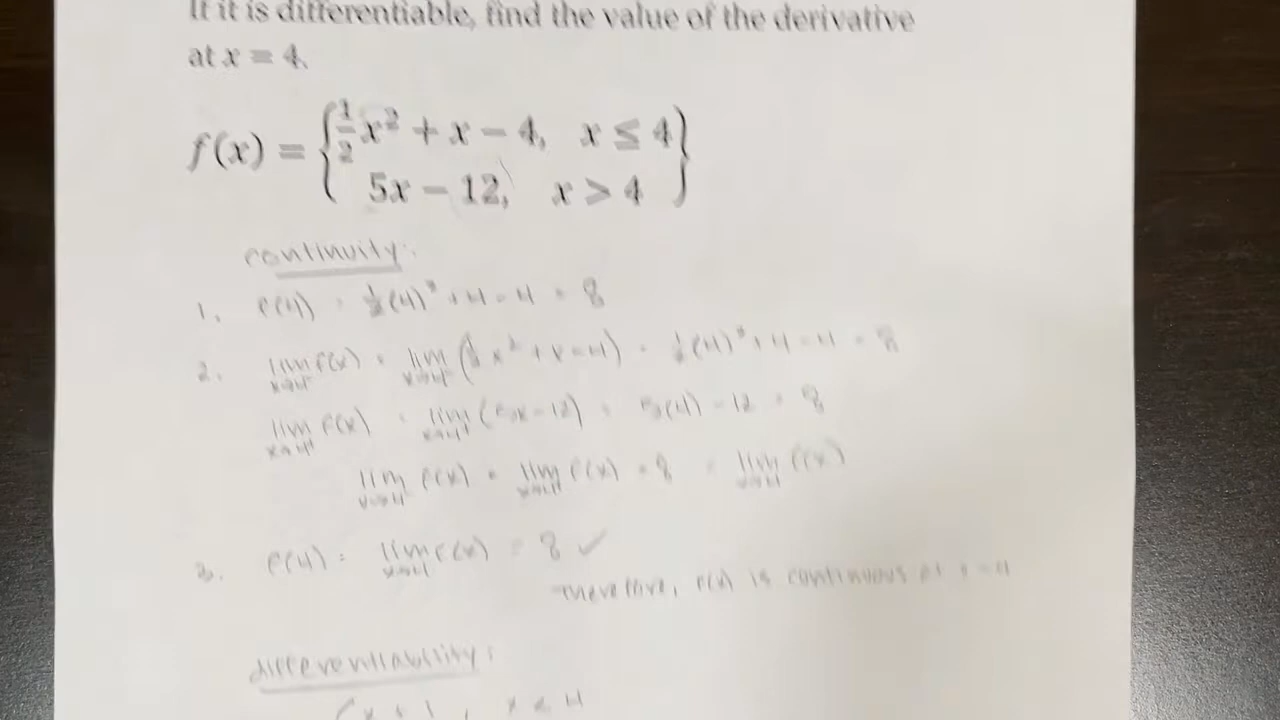 If it is differentiable, find the value of the derivative
at x = 4.
f(x) = { 1/2 x² + x − 4, x ≤ 4
5x − 12, x > 4 }
continuity:
1. f(4) = ½(4)² + 4 − 4 = 8
2. lim x→4⁻ f(x) = lim x→4⁻ (½x² + x − 4) = ½(4)² + 4 − 4 = 8
lim x→4⁺ f(x) = lim x→4⁺ (5x − 12) = 5(4) − 12 = 8
lim x→4⁻ f(x) = lim x→4⁺ f(x) = 8 = lim x→4 f(x)
3. f(4) = lim x→4 f(x) = 8 ✓
therefore, f(x) is continuous at x = 4
differentiability:
x + 1, x < 4